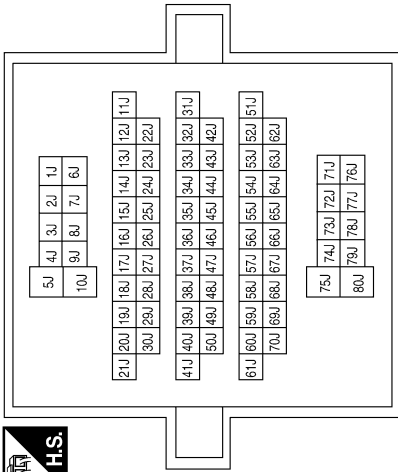 H.S.
5J 4J 3J 2J 1J
10J 9J 8J 7J 6J
21J 20J 19J 18J 17J 16J 15J 14J 13J 12J 11J
30J 29J 28J 27J 26J 25J 24J 23J 22J
41J 40J 39J 38J 37J 36J 35J 34J 33J 32J 31J
50J 49J 48J 47J 46J 45J 44J 43J 42J
61J 60J 59J 58J 57J 56J 55J 54J 53J 52J 51J
70J 69J 68J 67J 66J 65J 64J 63J 62J
75J 74J 73J 72J 71J
80J 79J 78J 77J 76J